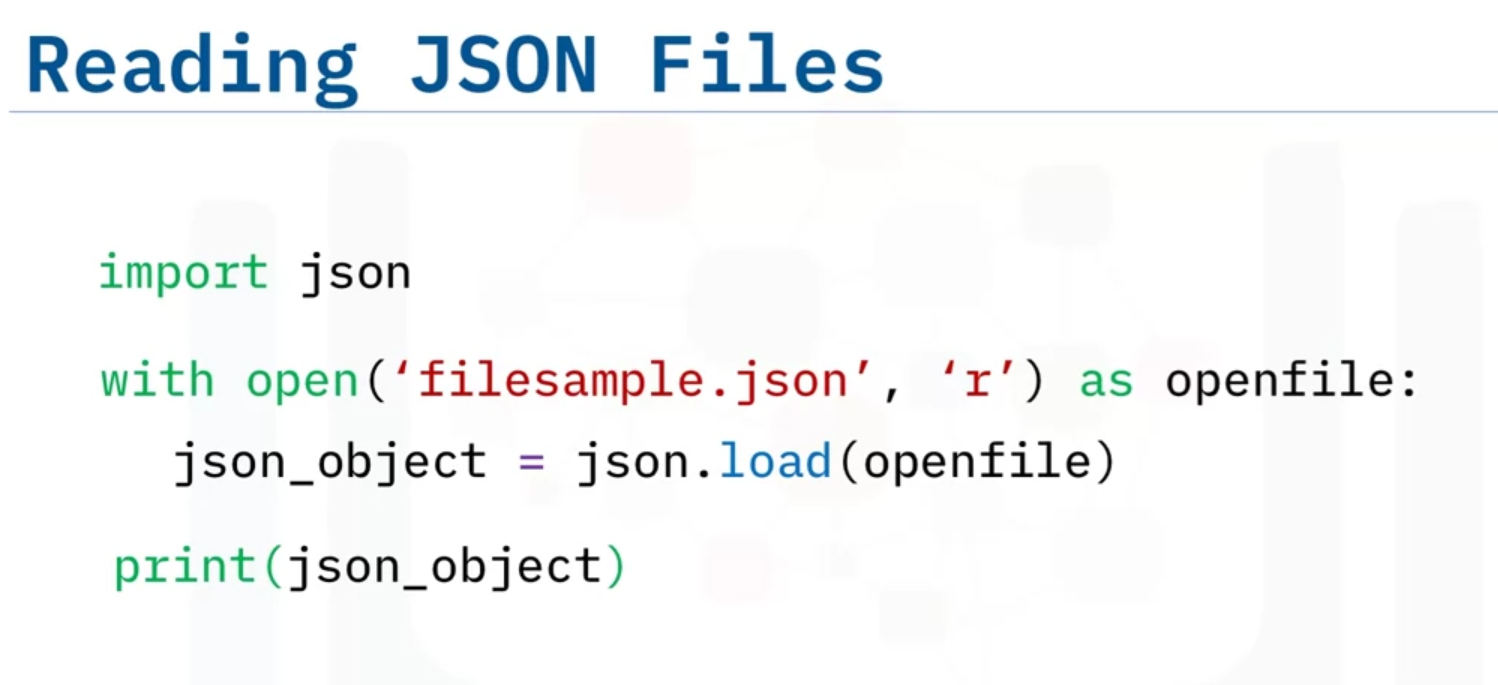 Reading JSON Files
import json
with open(‘filesample.json’, ‘r’) as openfile:
json_object = json.load(openfile)
print(json_object)